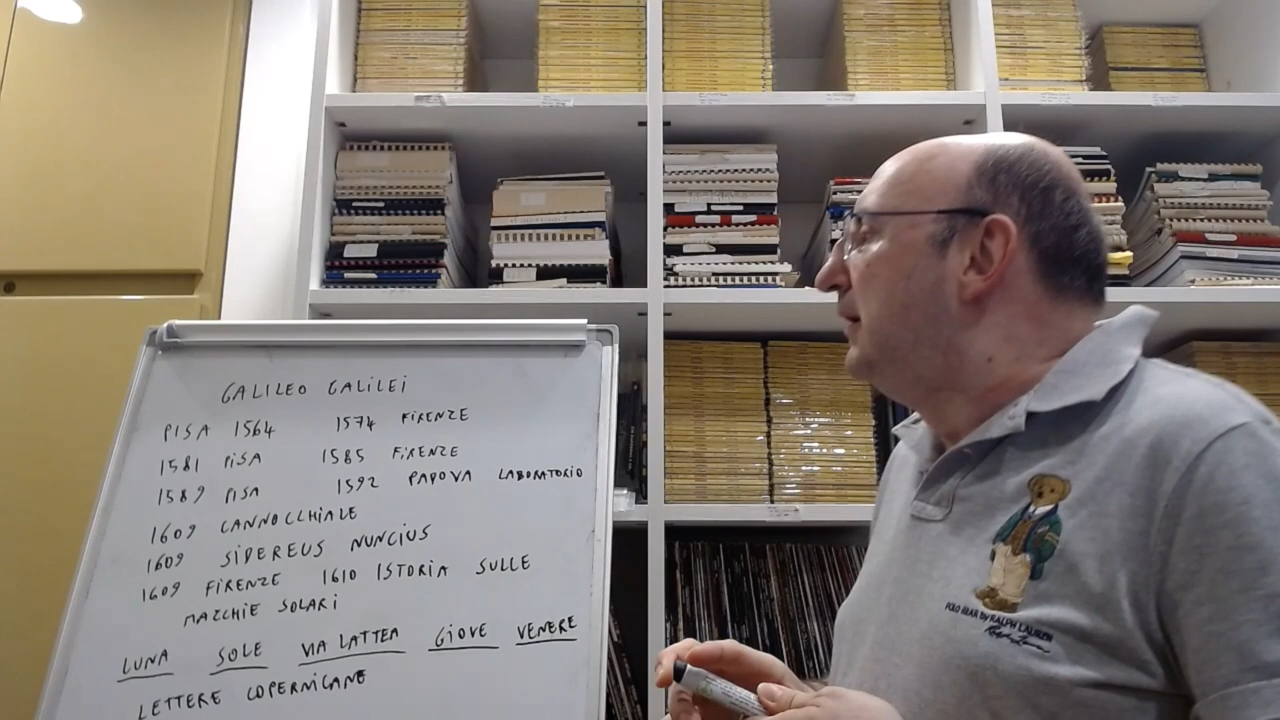 GALILEO GALILEI
PISA 1564 1574 FIRENZE
1581 PISA 1585 FIRENZE
1589 PISA 1592 PADOVA LABORATORIO
1609 CANNOCCHIALE
1609 SIDEREUS NUNCIUS
1609 FIRENZE 1610 ISTORIA SULLE
MACCHIE SOLARI
LUNA SOLE VIA LATTEA GIOVE VENERE
LETTERE COPERNICANE
POLO BEAR by RALPH LAUREN
Ralph Lauren